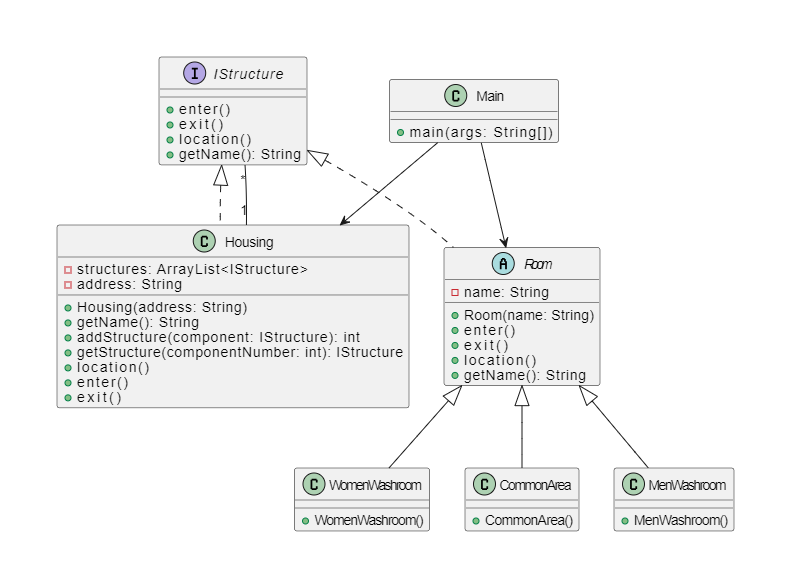 I IStructure
enter()
exit()
location()
getName(): String
C Main
main(args: String[])
*
1
C Housing
structures: ArrayList<IStructure>
address: String
Housing(address: String)
getName(): String
addStructure(component: IStructure): int
getStructure(componentNumber: int): IStructure
location()
enter()
exit()
A Room
name: String
Room(name: String)
enter()
exit()
location()
getName(): String
C WomenWashroom
WomenWashroom()
C CommonArea
CommonArea()
C MenWashroom
MenWashroom()